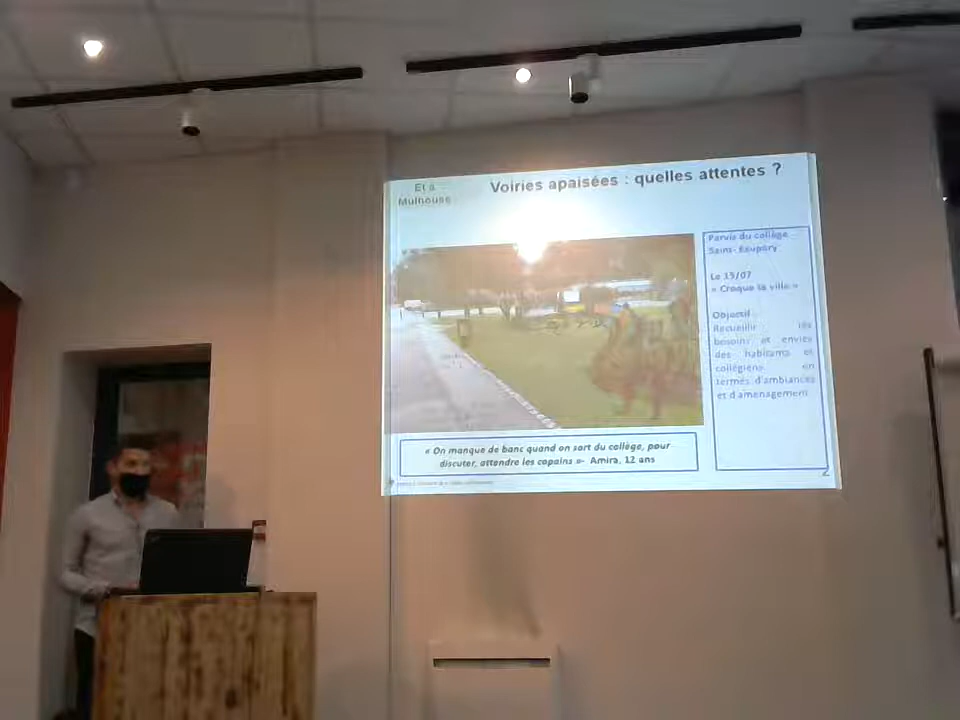 Et à
Mulhouse
Voiries apaisées : quelles attentes ?
Parvis du collège
Saint- Exupéry
Le 13/07
« Croque la ville »
Objectif
Recueillir les
besoins et envies
des habitants et
collégiens en
termes d'ambiances
et d'aménagement
« On manque de banc quand on sort du collège, pour
discuter, attendre les copains »- Amira, 12 ans
2